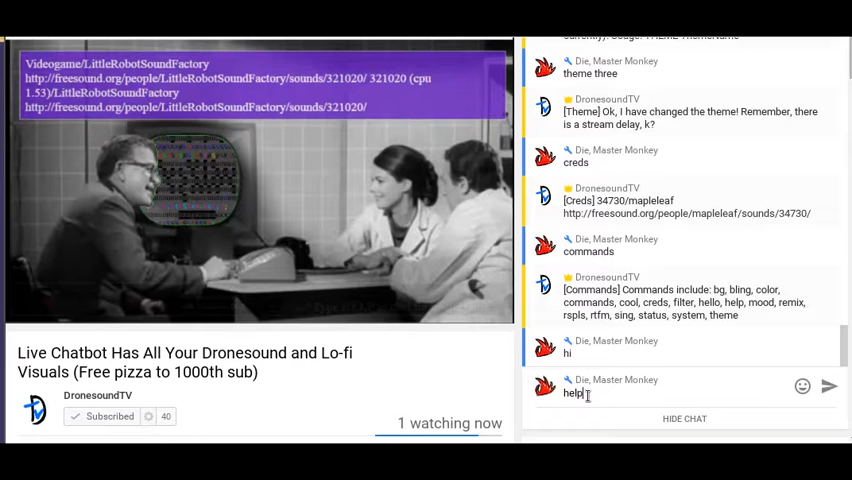 Videogame/LittleRobotSoundFactory
http://freesound.org/people/LittleRobotSoundFactory/sounds/321020/ 321020 (cpu
1.53)/LittleRobotSoundFactory
http://freesound.org/people/LittleRobotSoundFactory/sounds/321020/
Live Chatbot Has All Your Dronesound and Lo-fi
Visuals (Free pizza to 1000th sub)
DronesoundTV
Subscribed 40
1 watching now
currently). Usage: THEME ThemeName
Die, Master Monkey
theme three
DronesoundTV
[Theme] Ok, I have changed the theme! Remember, there
is a stream delay, k?
Die, Master Monkey
creds
DronesoundTV
[Creds] 34730/mapleleaf
http://freesound.org/people/mapleleaf/sounds/34730/
Die, Master Monkey
commands
DronesoundTV
[Commands] Commands include: bg, bling, color,
commands, cool, creds, filter, hello, help, mood, remix,
rspls, rtfm, sing, status, system, theme
Die, Master Monkey
hi
Die, Master Monkey
help
HIDE CHAT